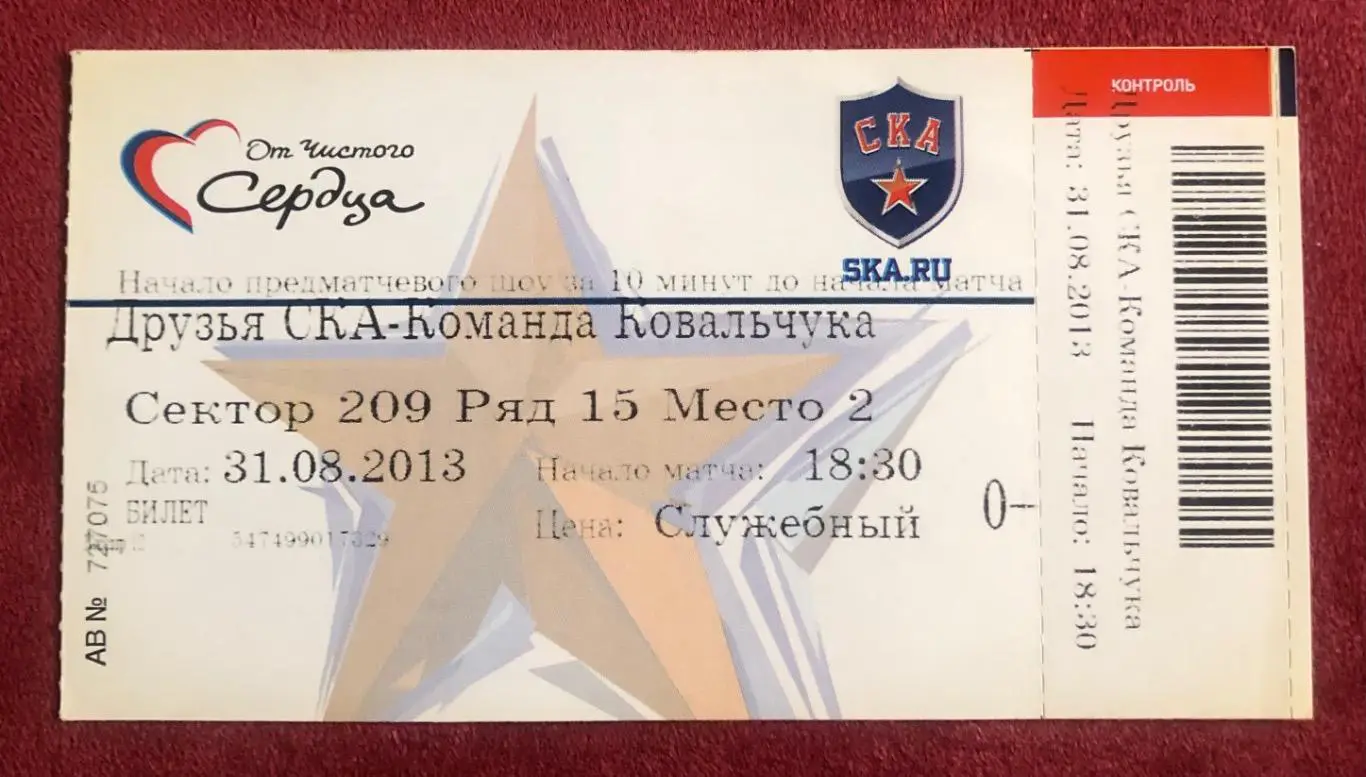 От Чистого
Сердца
СКА
SKA.RU
Начало предматчевого шоу за 10 минут до начала матча
Друзья СКА-Команда Ковальчука
Сектор 209 Ряд 15 Место 2
Дата: 31.08.2013 Начало матча: 18:30
БИЛЕТ
Цена: Служебный
547499017329
АВ № 727075
КОНТРОЛЬ
Друзья СКА-Команда Ковальчука
Дата: 31.08.2013 Начало: 18:30